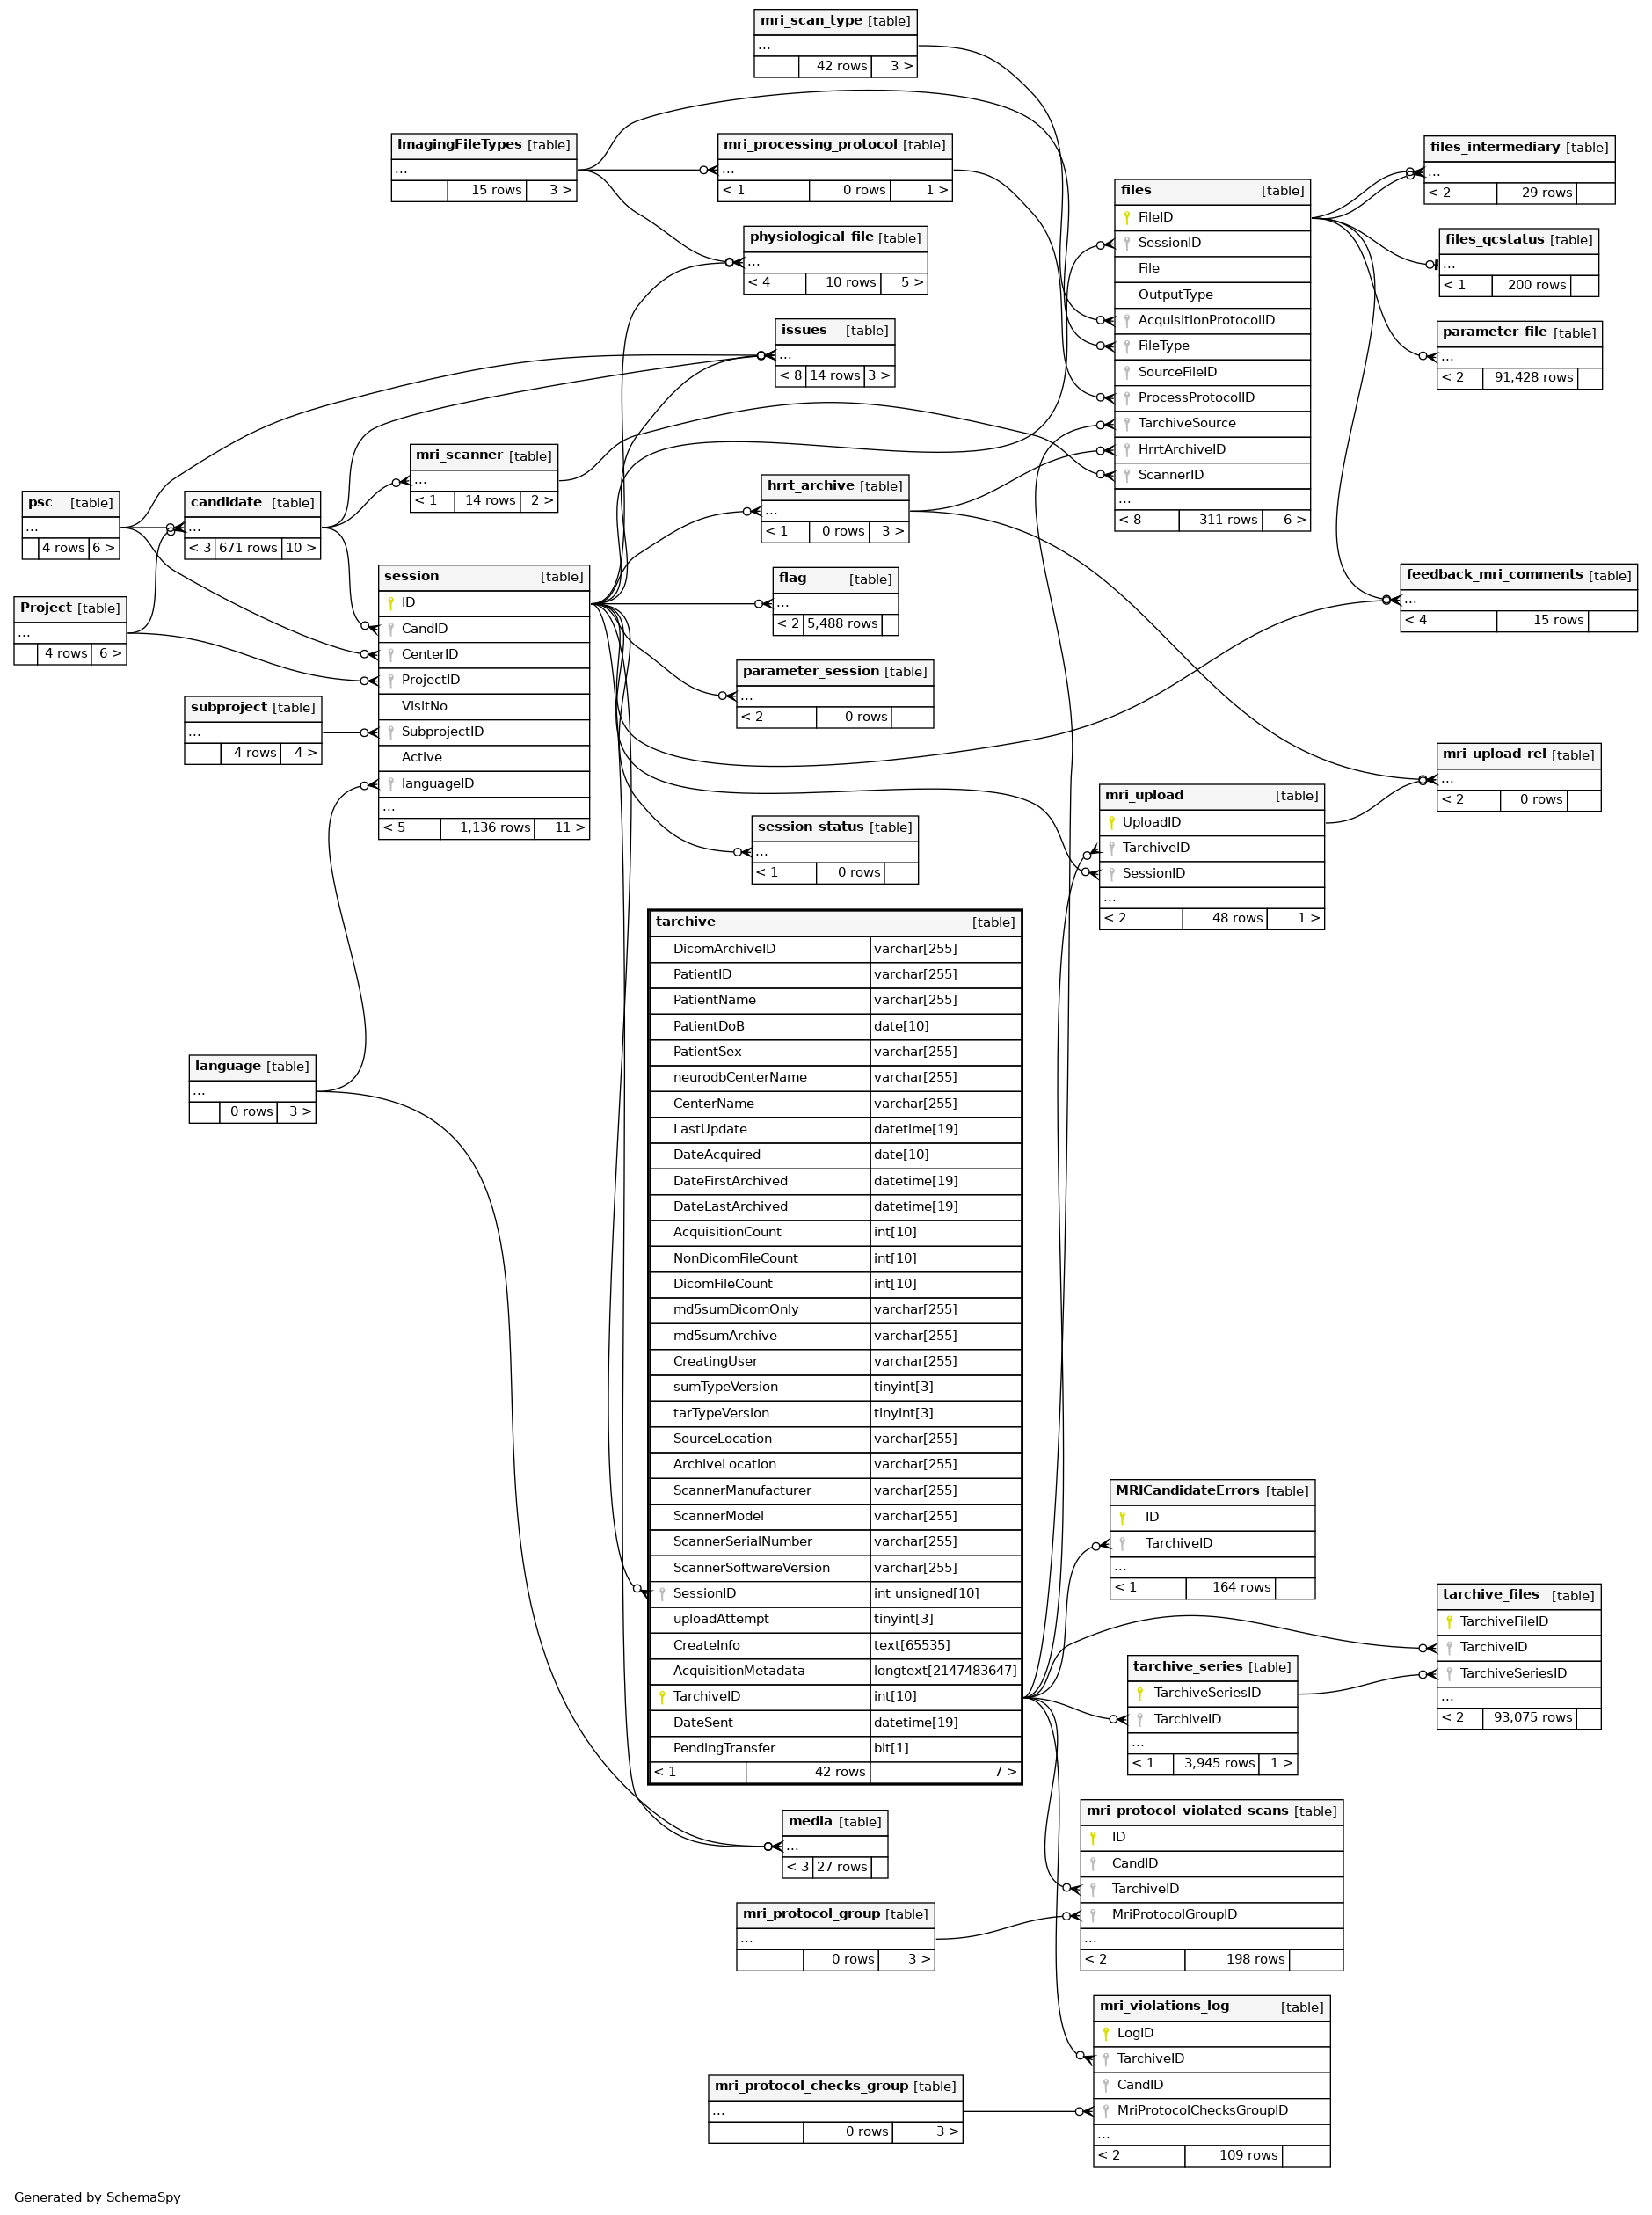 mri_scan_type [table]
...
42 rows 3 >
ImagingFileTypes [table]
...
15 rows 3 >
mri_processing_protocol [table]
...
< 1 0 rows 1 >
physiological_file [table]
...
< 4 10 rows 5 >
issues [table]
...
< 8 14 rows 3 >
files [table]
FileID
SessionID
File
OutputType
AcquisitionProtocolID
FileType
SourceFileID
ProcessProtocolID
TarchiveSource
HrrtArchiveID
ScannerID
...
< 8 311 rows 6 >
files_intermediary [table]
...
< 2 29 rows
files_qcstatus [table]
...
< 1 200 rows
parameter_file [table]
...
< 2 91,428 rows
mri_scanner [table]
...
< 1 14 rows 2 >
psc [table]
...
4 rows 6 >
candidate [table]
...
< 3 671 rows 10 >
Project [table]
...
4 rows 6 >
subproject [table]
...
4 rows 4 >
session [table]
ID
CandID
CenterID
ProjectID
VisitNo
SubprojectID
Active
languageID
...
< 5 1,136 rows 11 >
hrrt_archive [table]
...
< 1 0 rows 3 >
flag [table]
...
< 2 5,488 rows
parameter_session [table]
...
< 2 0 rows
session_status [table]
...
< 1 0 rows
feedback_mri_comments [table]
...
< 4 15 rows
mri_upload_rel [table]
...
< 2 0 rows
mri_upload [table]
UploadID
TarchiveID
SessionID
...
< 2 48 rows 1 >
language [table]
...
0 rows 3 >
tarchive [table]
DicomArchiveID varchar[255]
PatientID varchar[255]
PatientName varchar[255]
PatientDoB date[10]
PatientSex varchar[255]
neurodbCenterName varchar[255]
CenterName varchar[255]
LastUpdate datetime[19]
DateAcquired date[10]
DateFirstArchived datetime[19]
DateLastArchived datetime[19]
AcquisitionCount int[10]
NonDicomFileCount int[10]
DicomFileCount int[10]
md5sumDicomOnly varchar[255]
md5sumArchive varchar[255]
CreatingUser varchar[255]
sumTypeVersion tinyint[3]
tarTypeVersion tinyint[3]
SourceLocation varchar[255]
ArchiveLocation varchar[255]
ScannerManufacturer varchar[255]
ScannerModel varchar[255]
ScannerSerialNumber varchar[255]
ScannerSoftwareVersion varchar[255]
SessionID int unsigned[10]
uploadAttempt tinyint[3]
CreateInfo text[65535]
AcquisitionMetadata longtext[2147483647]
TarchiveID int[10]
DateSent datetime[19]
PendingTransfer bit[1]
< 1 42 rows 7 >
MRICandidateErrors [table]
ID
TarchiveID
...
< 1 164 rows
tarchive_files [table]
TarchiveFileID
TarchiveID
TarchiveSeriesID
...
< 2 93,075 rows
tarchive_series [table]
TarchiveSeriesID
TarchiveID
...
< 1 3,945 rows 1 >
media [table]
...
< 3 27 rows
mri_protocol_violated_scans [table]
ID
CandID
TarchiveID
MriProtocolGroupID
...
< 2 198 rows
mri_protocol_group [table]
...
0 rows 3 >
mri_violations_log [table]
LogID
TarchiveID
CandID
MriProtocolChecksGroupID
...
< 2 109 rows
mri_protocol_checks_group [table]
...
0 rows 3 >
Generated by SchemaSpy